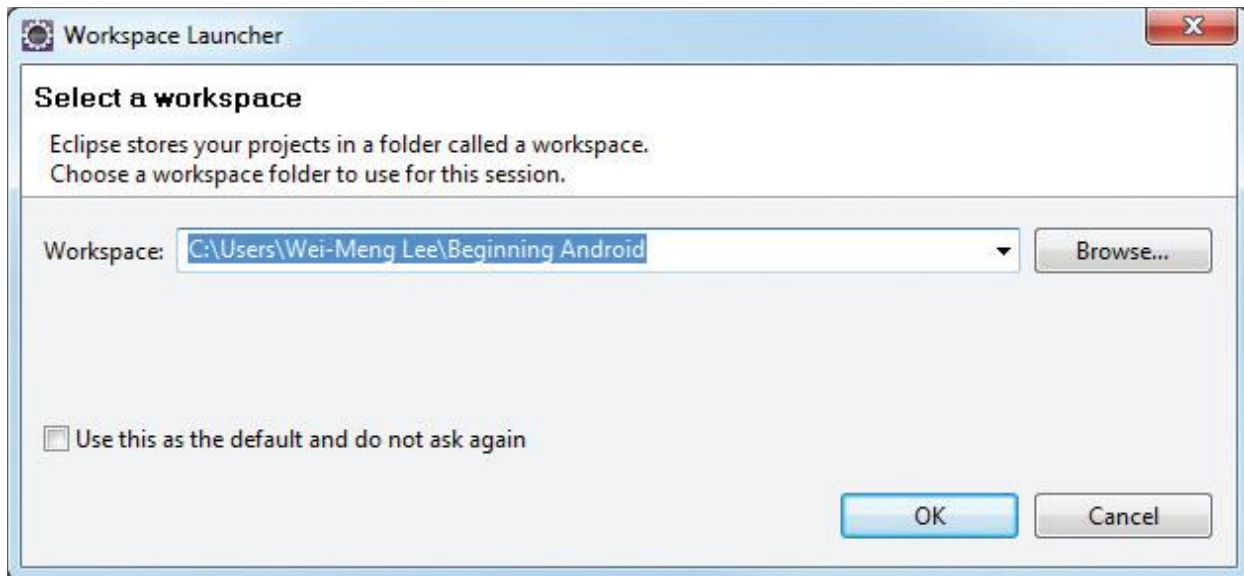 Workspace Launcher
Select a workspace
Eclipse stores your projects in a folder called a workspace.
Choose a workspace folder to use for this session.
Workspace: C:\Users\Wei-Meng Lee\Beginning Android Browse...
Use this as the default and do not ask again
OK Cancel